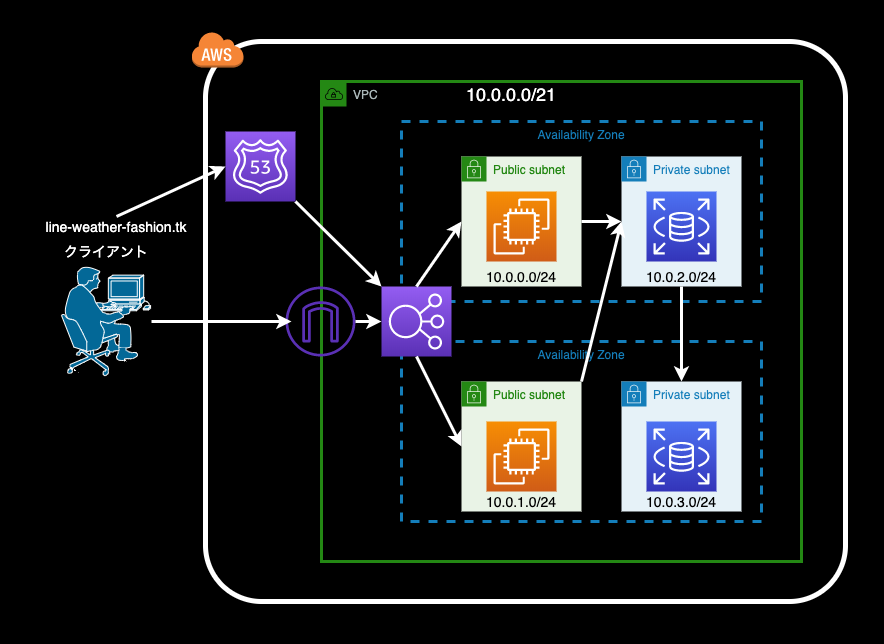 AWS
VPC
10.0.0.0/21
Availability Zone
53
Public subnet
Private subnet
line-weather-fashion.tk
クライアント
10.0.0.0/24
10.0.2.0/24
Availability Zone
Public subnet
Private subnet
10.0.1.0/24
10.0.3.0/24